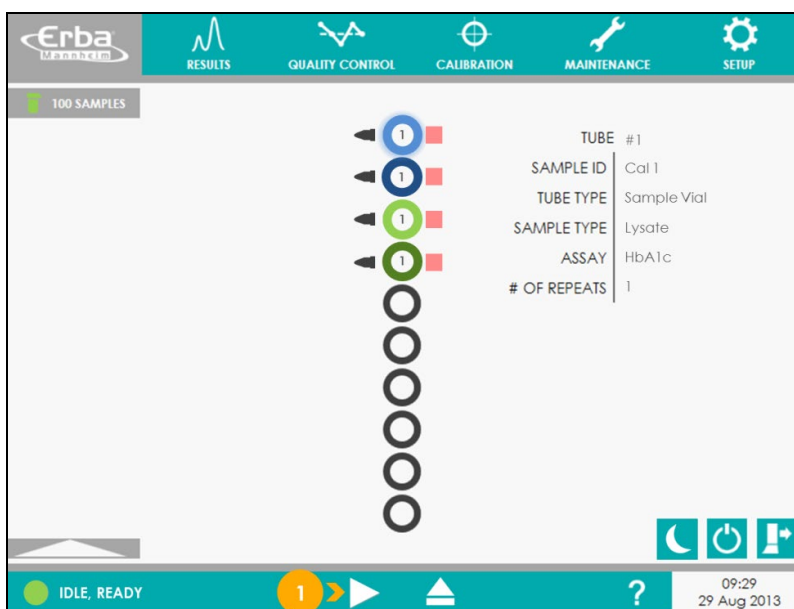 Erba
Mannheim
RESULTS
QUALITY CONTROL
CALIBRATION
MAINTENANCE
SETUP
100 SAMPLES
1
1
1
1
TUBE #1
SAMPLE ID Cal 1
TUBE TYPE Sample Vial
SAMPLE TYPE Lysate
ASSAY HbA1c
# OF REPEATS 1
IDLE, READY
1
?
09:29
29 Aug 2013